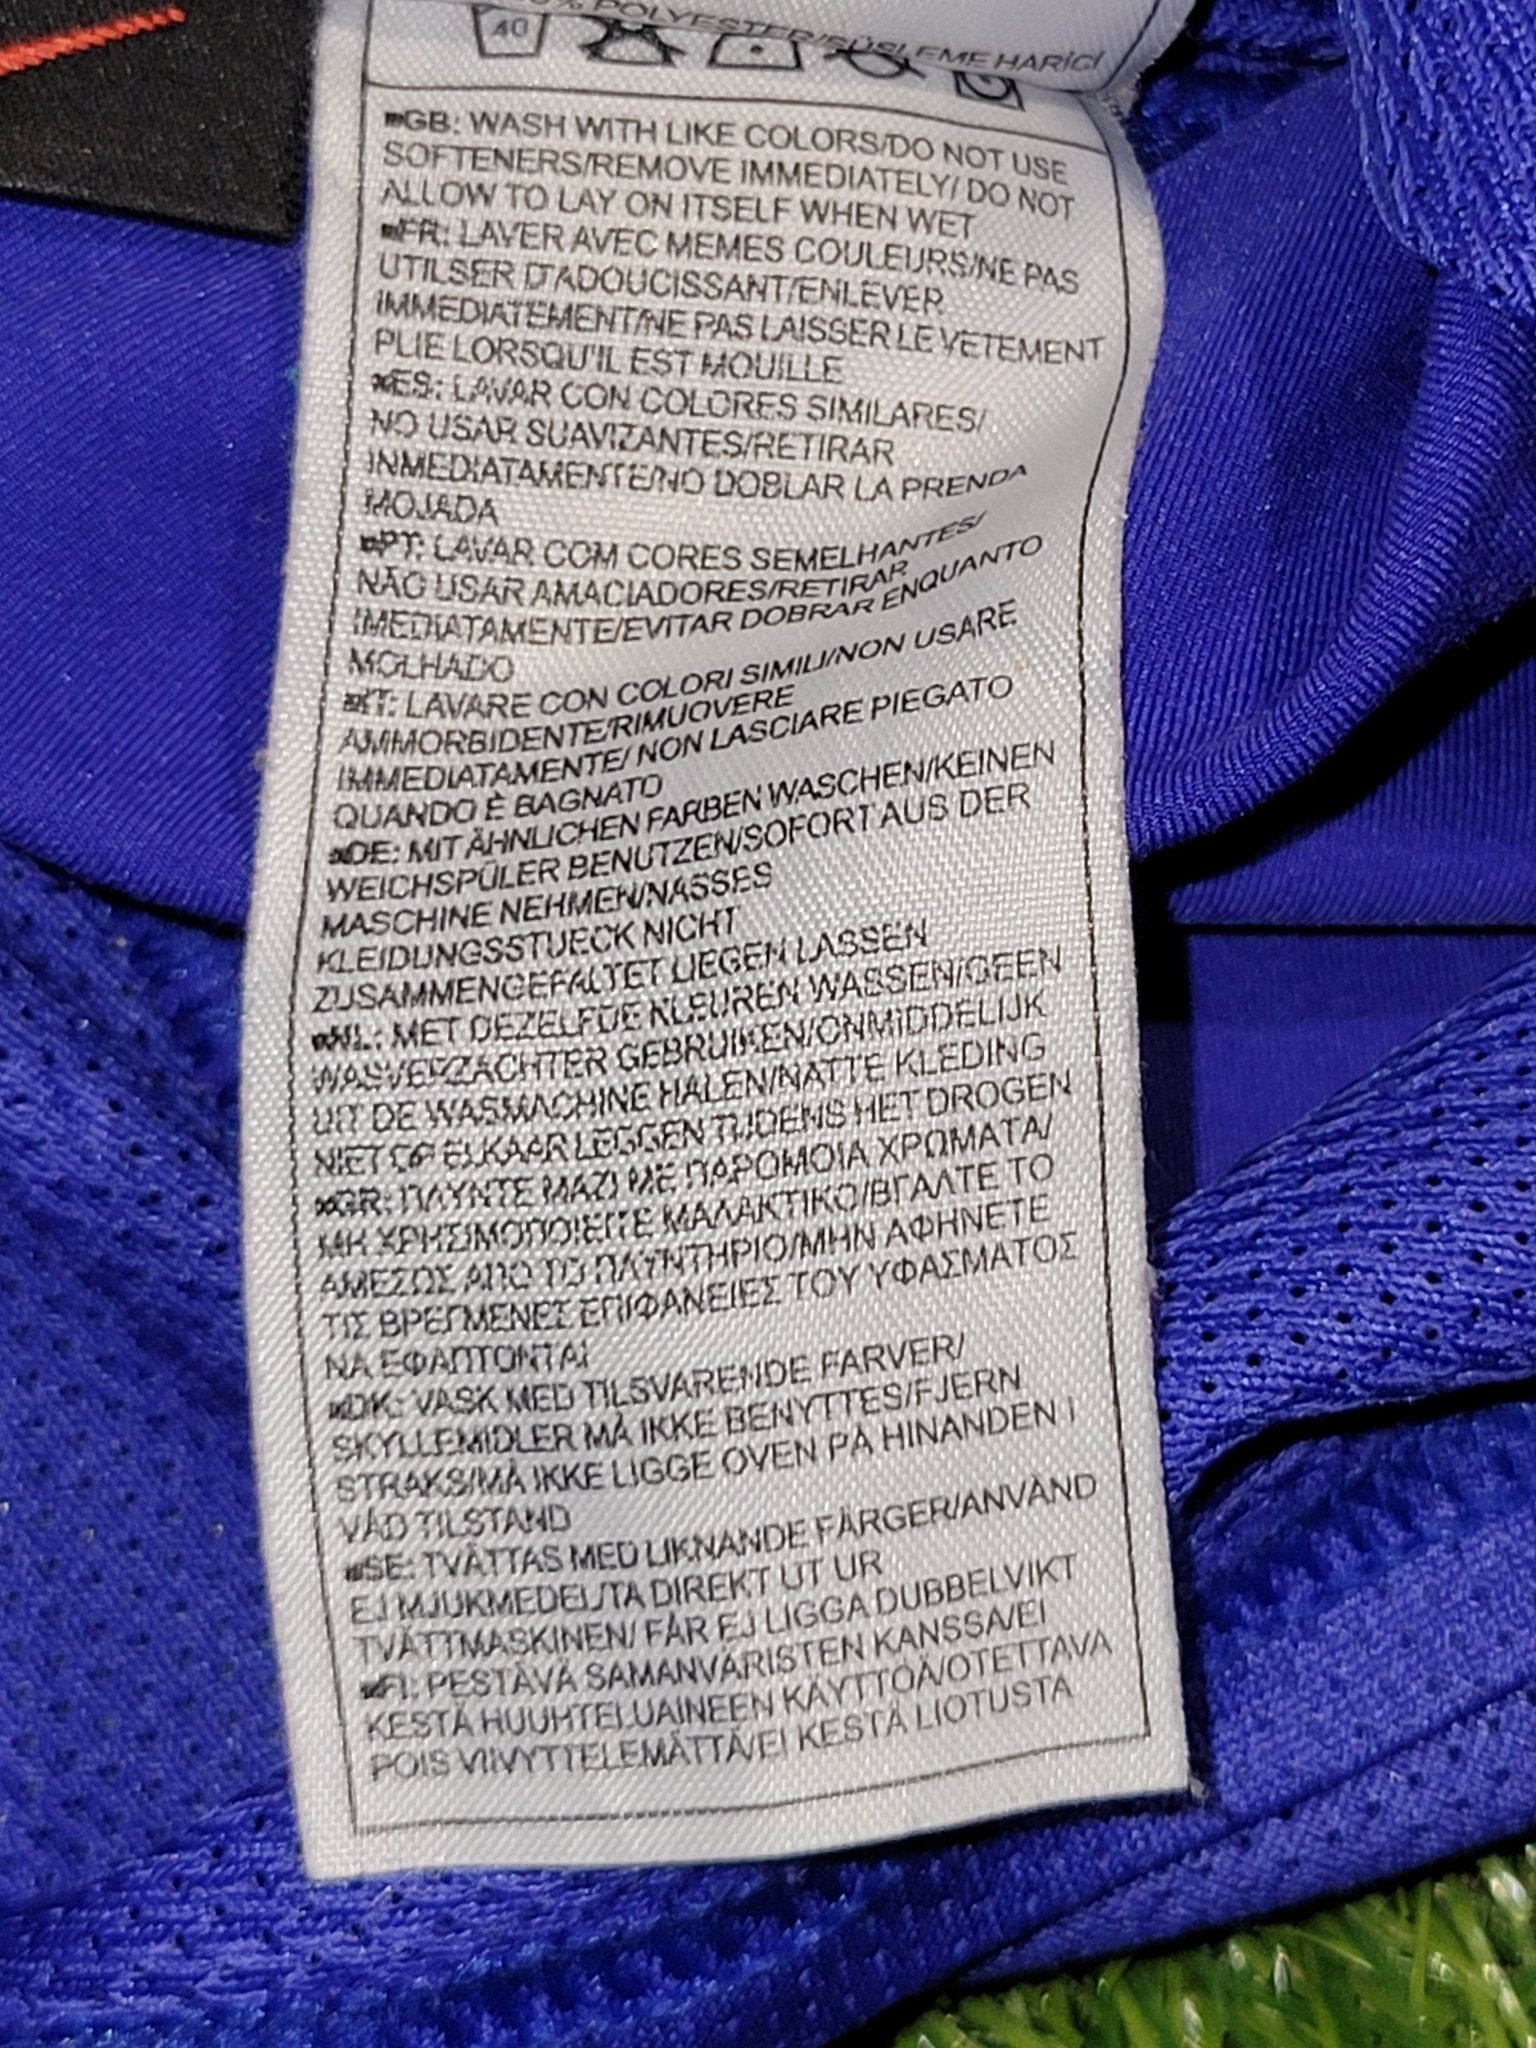 % POLYESTER/SÜSLEME HARİCİ
40
GB: WASH WITH LIKE COLORS/DO NOT USE
SOFTENERS/REMOVE IMMEDIATELY/ DO NOT
ALLOW TO LAY ON ITSELF WHEN WET
FR: LAVER AVEC MEMES COULEURS/NE PAS
UTILSER D'ADOUCISSANT/ENLEVER
IMMEDIATEMENT/NE PAS LAISSER LE VETEMENT
PLIE LORSQU'IL EST MOUILLE
ES: LAVAR CON COLORES SIMILARES/
NO USAR SUAVIZANTES/RETIRAR
INMEDIATAMENTE/NO DOBLAR LA PRENDA
MOJADA
PT: LAVAR COM CORES SEMELHANTES/
NÃO USAR AMACIADORES/RETIRAR
IMEDIATAMENTE/EVITAR DOBRAR ENQUANTO
MOLHADO
IT: LAVARE CON COLORI SIMILI/NON USARE
AMMORBIDENTE/RIMUOVERE
IMMEDIATAMENTE/ NON LASCIARE PIEGATO
QUANDO È BAGNATO
DE: MIT ÄHNLICHEN FARBEN WASCHEN/KEINEN
WEICHSPÜLER BENUTZEN/SOFORT AUS DER
MASCHINE NEHMEN/NASSES
KLEIDUNGSSTUECK NICHT
ZUSAMMENGEFALTET LIEGEN LASSEN
NL: MET DEZELFDE KLEUREN WASSEN/GEEN
WASVERZACHTER GEBRUIKEN/ONMIDDELIJK
UIT DE WASMACHINE HALEN/NATTE KLEDING
NIET OP ELKAAR LEGGEN TIJDENS HET DROGEN
GR: ΠΛΥΝΤΕ ΜΑΖΙ ΜΕ ΠΑΡΟΜΟΙΑ ΧΡΩΜΑΤΑ/
ΜΗ ΧΡΗΣΙΜΟΠΟΙΕΙΤΕ ΜΑΛΑΚΤΙΚΟ/ΒΓΑΛΤΕ ΤΟ
ΑΜΕΣΩΣ ΑΠΟ ΤΟ ΠΛΥΝΤΗΡΙΟ/ΜΗΝ ΑΦΗΝΕΤΕ
ΤΙΣ ΒΡΕΓΜΕΝΕΣ ΕΠΙΦΑΝΕΙΕΣ ΤΟΥ ΥΦΑΣΜΑΤΟΣ
ΝΑ ΕΦΑΠΤΟΝΤΑΙ
DK: VASK MED TILSVARENDE FARVER/
SKYLLEMIDLER MÅ IKKE BENYTTES/FJERN
STRAKS/MÅ IKKE LIGGE OVEN PÅ HINANDEN I
VÅD TILSTAND
SE: TVÄTTAS MED LIKNANDE FÄRGER/ANVÄND
EJ MJUKMEDEL/TA DIREKT UT UR
TVÄTTMASKINEN/ FÅR EJ LIGGA DUBBELVIKT
FI: PESTÄVÄ SAMANVÄRISTEN KANSSA/EI
KESTÄ HUUHTELUAINEEN KÄYTTÖÄ/OTETTAVA
POIS VIIVYTTELEMÄTTÄ/EI KESTÄ LIOTUSTA